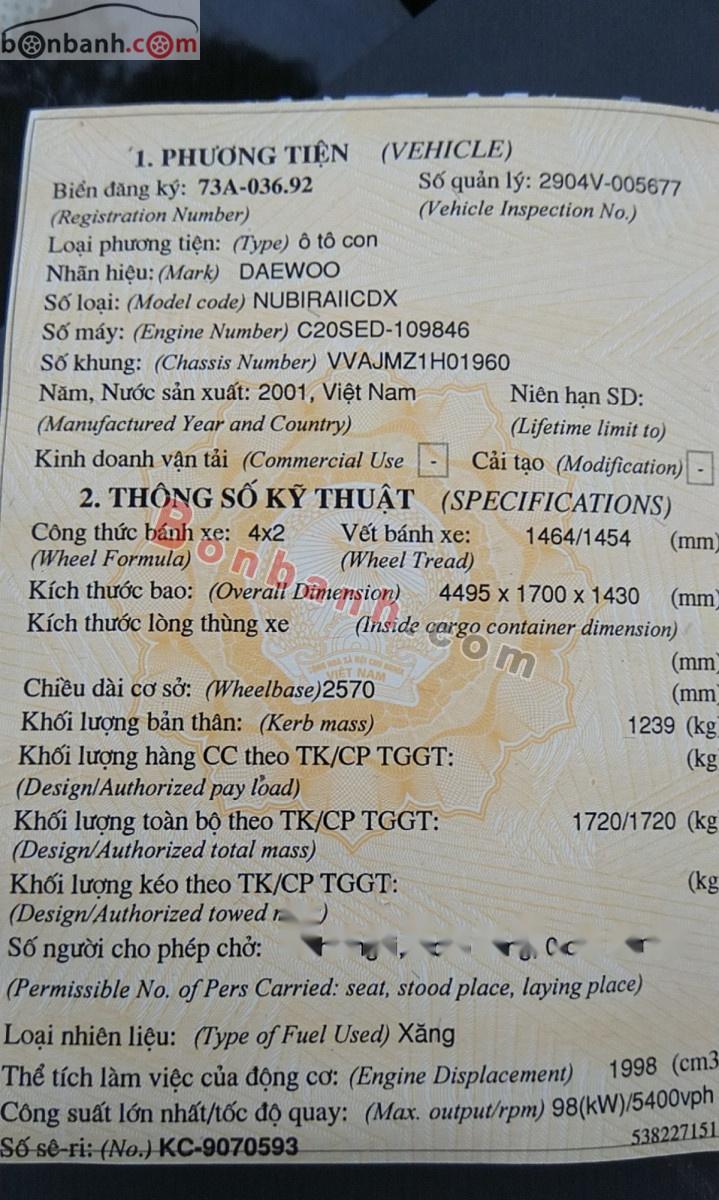 bonbanh.com
1. PHƯƠNG TIỆN (VEHICLE)
Biển đăng ký: 73A-036.92 Số quản lý: 2904V-005677
(Registration Number) (Vehicle Inspection No.)
Loại phương tiện: (Type) ô tô con
Nhãn hiệu: (Mark) DAEWOO
Số loại: (Model code) NUBIRAIICDX
Số máy: (Engine Number) C20SED-109846
Số khung: (Chassis Number) VVAJMZ1H01960
Năm, Nước sản xuất: 2001, Việt Nam Niên hạn SD:
(Manufactured Year and Country) (Lifetime limit to)
Kinh doanh vận tải (Commercial Use - Cải tạo (Modification) -
2. THÔNG SỐ KỸ THUẬT (SPECIFICATIONS)
Công thức bánh xe: 4x2 Vết bánh xe: 1464/1454 (mm)
(Wheel Formula) (Wheel Tread)
Kích thước bao: (Overall Dimension) 4495 x 1700 x 1430 (mm)
Kích thước lòng thùng xe (Inside cargo container dimension)
(mm)
Chiều dài cơ sở: (Wheelbase)2570 (mm)
Khối lượng bản thân: (Kerb mass) 1239 (kg
Khối lượng hàng CC theo TK/CP TGGT: (kg
(Design/Authorized pay load)
Khối lượng toàn bộ theo TK/CP TGGT: 1720/1720 (kg
(Design/Authorized total mass)
Khối lượng kéo theo TK/CP TGGT: (kg
(Design/Authorized towed
Số người cho phép chở:
(Permissible No. of Pers Carried: seat, stood place, laying place)
Loại nhiên liệu: (Type of Fuel Used) Xăng
Thể tích làm việc của động cơ: (Engine Displacement) 1998 (cm3
Công suất lớn nhất/tốc độ quay: (Max. output/rpm) 98(kW)/5400vph
Số sê-ri: (No.) KC-9070593 538227151
Bonbanh.com
VIỆT NAM